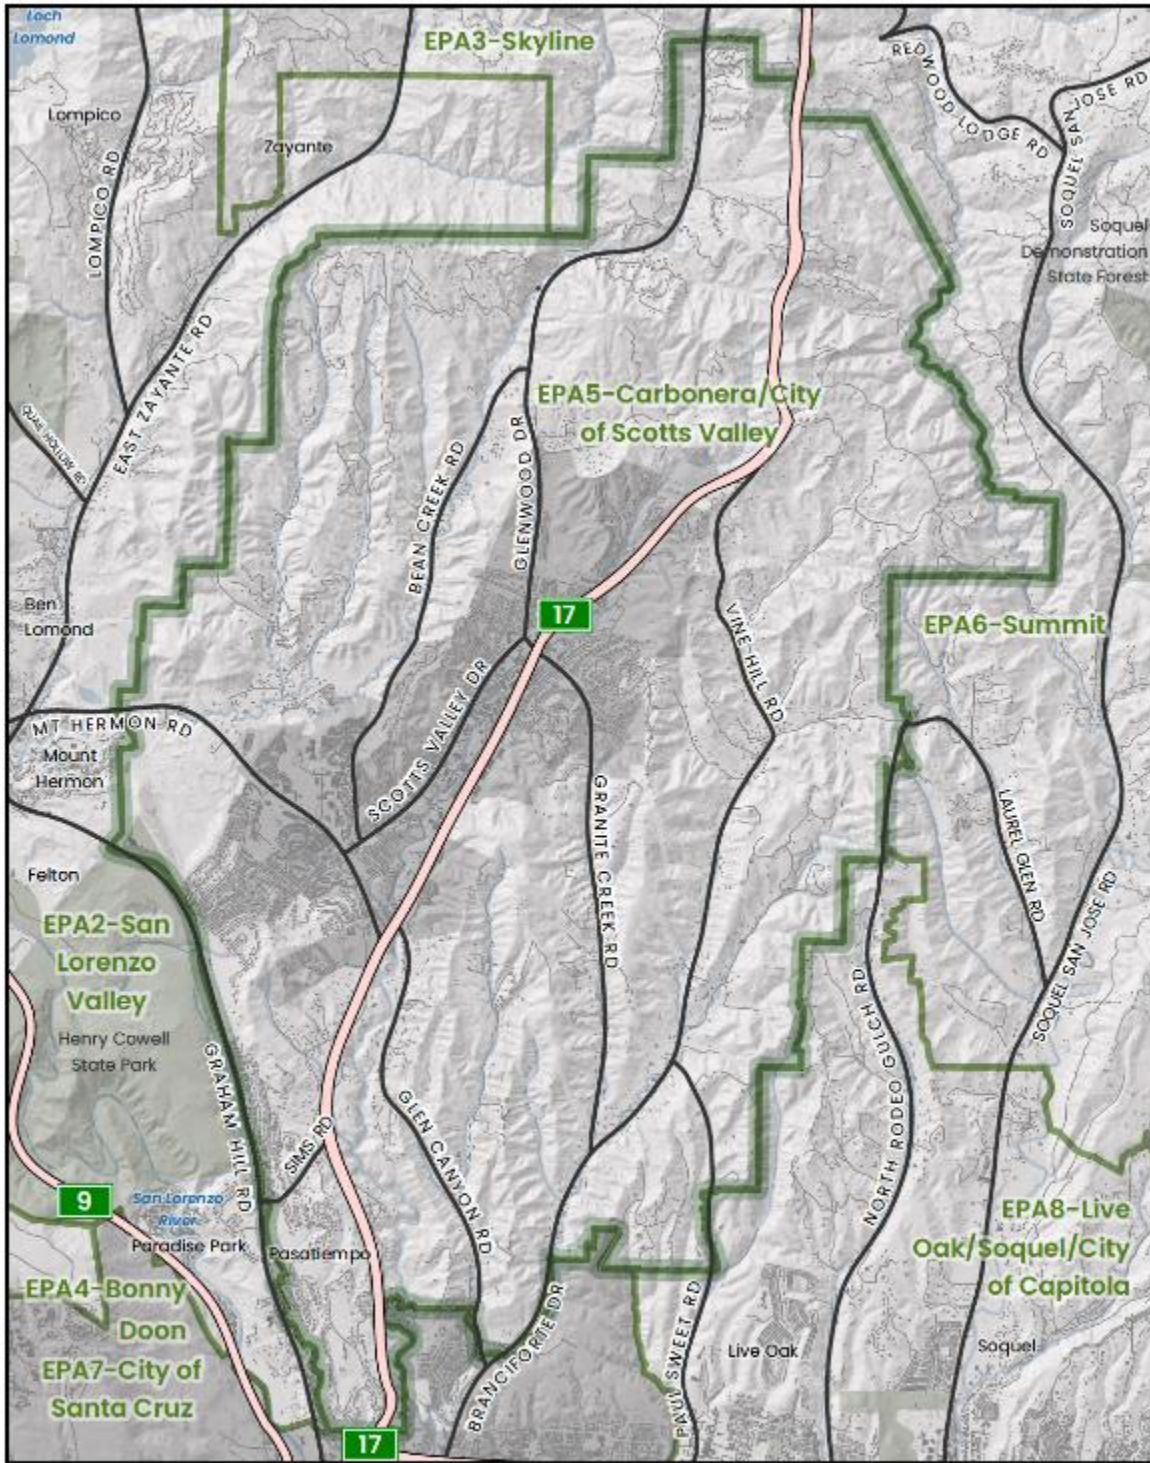 Loch
Lomond
EPA3-Skyline
REDWOOD LODGE RD
SOQUEL SAN JOSE RD
Lompico
Zayante
LOMPICO RD
Soquel
Demonstration
State Forest
EAST ZAYANTE RD
QUAIL HOLLOW RD
EPA5-Carbonera/City
of Scotts Valley
BEAN CREEK RD
GLENWOOD DR
Ben
Lomond
17
VINE HILL RD
EPA6-Summit
MT HERMON RD
Mount
Hermon
SCOTTS VALLEY DR
GRANITE CREEK RD
LAUREL GLEN RD
Felton
EPA2-San
Lorenzo
Valley
Henry Cowell
State Park
SOQUEL SAN JOSE RD
GRAHAM HILL RD
SIMS RD
GLEN CANYON RD
NORTH RODEO GULCH RD
9
San Lorenzo
River
Paradise Park
Pasatiempo
EPA8-Live
Oak/Soquel/City
of Capitola
EPA4-Bonny
Doon
EPA7-City of
Santa Cruz
BRANCIFORTE DR
PAUL SWEET RD
Live Oak
Soquel
17